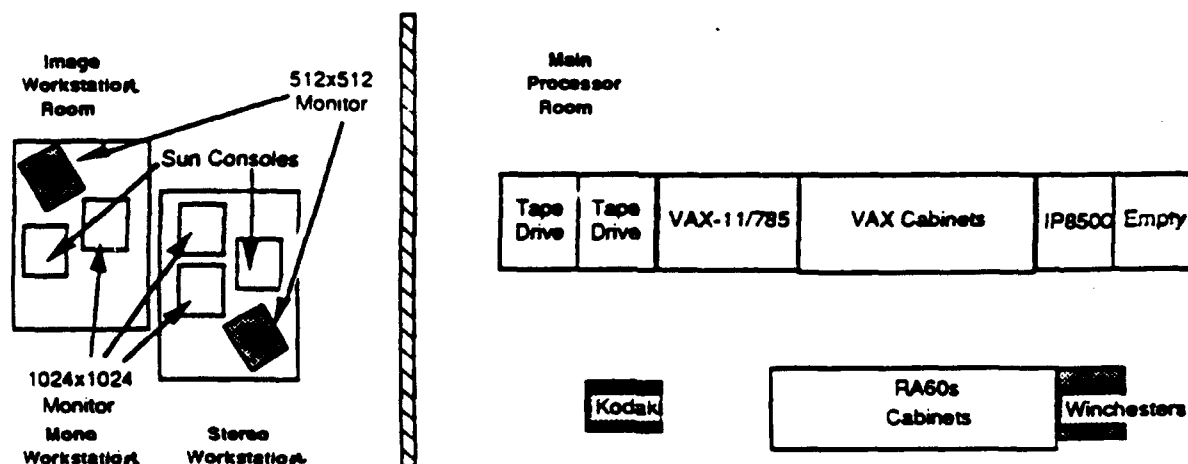 Image
Workstation
Room
512x512
Monitor
Sun Consoles
1024x1024
Monitor
Mono
Workstation
Stereo
Workstation
Main
Processor
Room
Tape
Drive
Tape
Drive
VAX-11/785
VAX Cabinets
IP8500
Empty
Kodak
RA60s
Cabinets
Winchesters